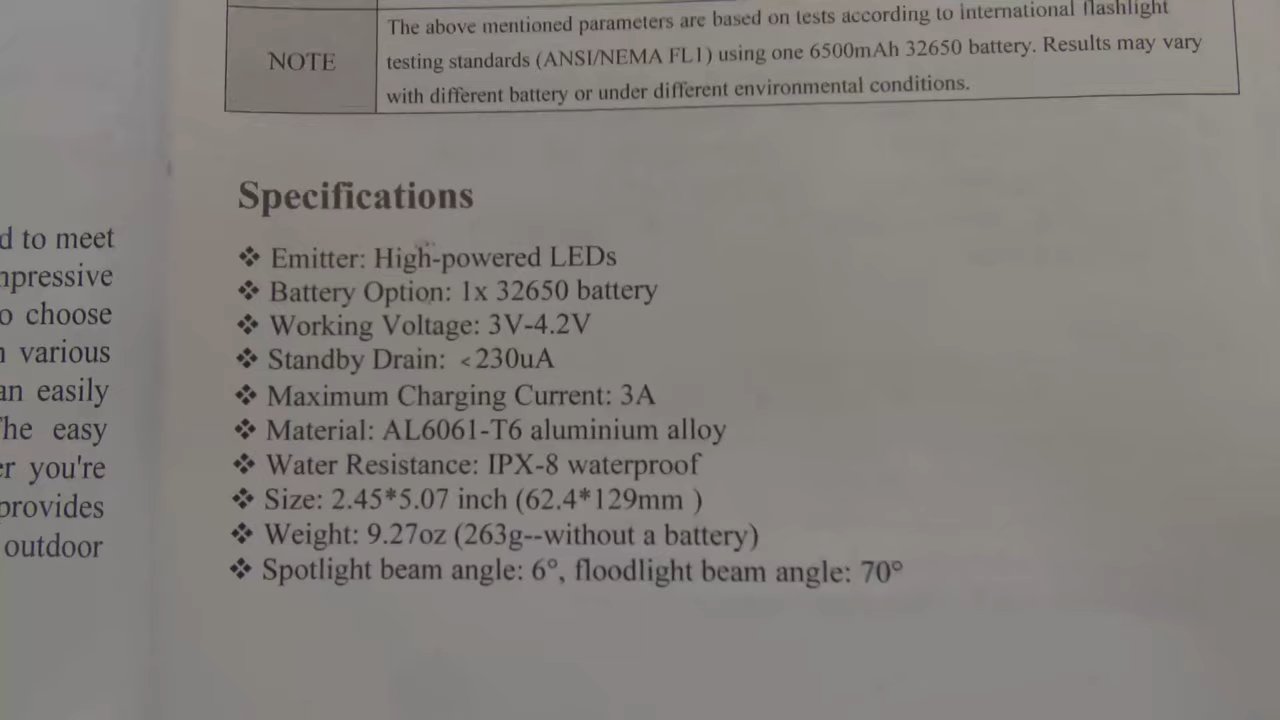 NOTE
The above mentioned parameters are based on tests according to international flashlight
testing standards (ANSI/NEMA FL1) using one 6500mAh 32650 battery. Results may vary
with different battery or under different environmental conditions.
d to meet
mpressive
o choose
various
an easily
The easy
er you're
provides
outdoor
Specifications
❖ Emitter: High-powered LEDs
❖ Battery Option: 1x 32650 battery
❖ Working Voltage: 3V-4.2V
❖ Standby Drain: <230uA
❖ Maximum Charging Current: 3A
❖ Material: AL6061-T6 aluminium alloy
❖ Water Resistance: IPX-8 waterproof
❖ Size: 2.45*5.07 inch (62.4*129mm )
❖ Weight: 9.27oz (263g--without a battery)
❖ Spotlight beam angle: 6°, floodlight beam angle: 70°